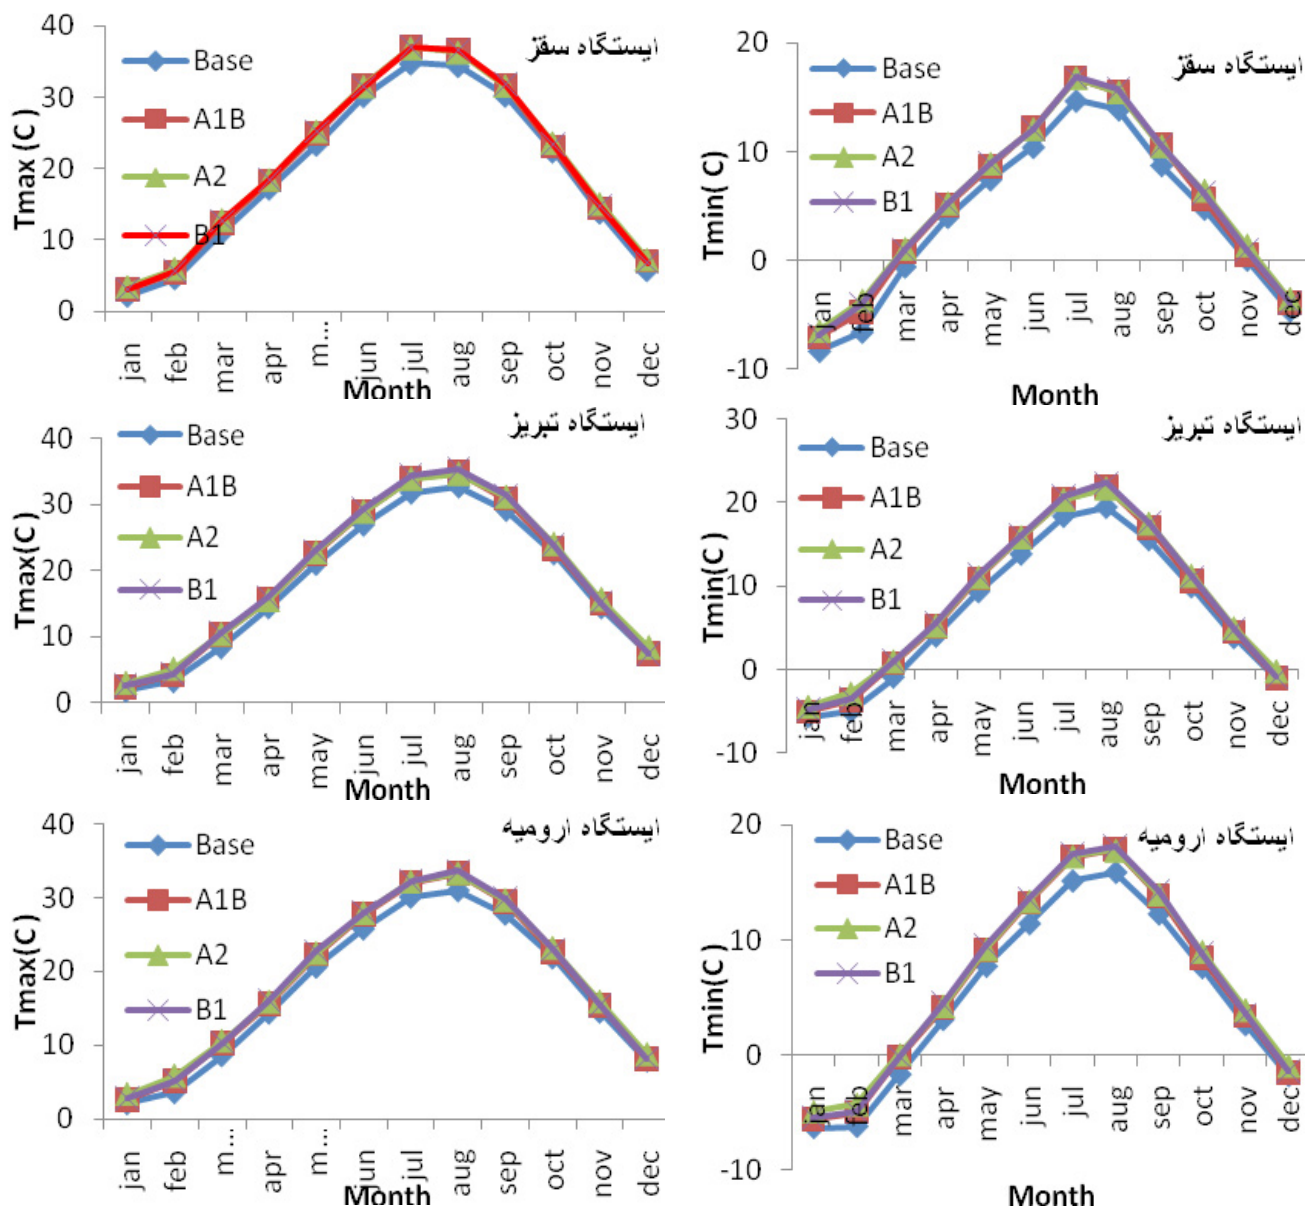 ایستگاه سقز
Tmax (C )
40
30
20
10
0
Base
A1B
A2
B1
jan
feb
mar
apr
m...
jun
jul
aug
sep
oct
nov
dec
Month
ایستگاه سقز
Tmin( C)
20
10
0
-10
Base
A1B
A2
B1
jan
feb
mar
apr
may
jun
jul
aug
sep
oct
nov
dec
Month
ایستگاه تبریز
Tmax(C )
40
30
20
10
0
Base
A1B
A2
B1
jan
feb
mar
apr
may
jun
jul
aug
sep
oct
nov
dec
Month
ایستگاه تبریز
Tmin(C )
30
20
10
0
-10
Base
A1B
A2
B1
jan
feb
mar
apr
may
jun
jul
aug
sep
oct
nov
dec
Month
ایستگاه ارومیه
Tmax(C )
40
30
20
10
0
Base
A1B
A2
B1
jan
feb
m...
apr
m...
jun
jul
aug
sep
oct
nov
dec
Month
ایستگاه ارومیه
Tmin(C )
20
10
0
-10
Base
A1B
A2
B1
jan
feb
mar
apr
may
jun
jul
aug
sep
oct
nov
dec
Month